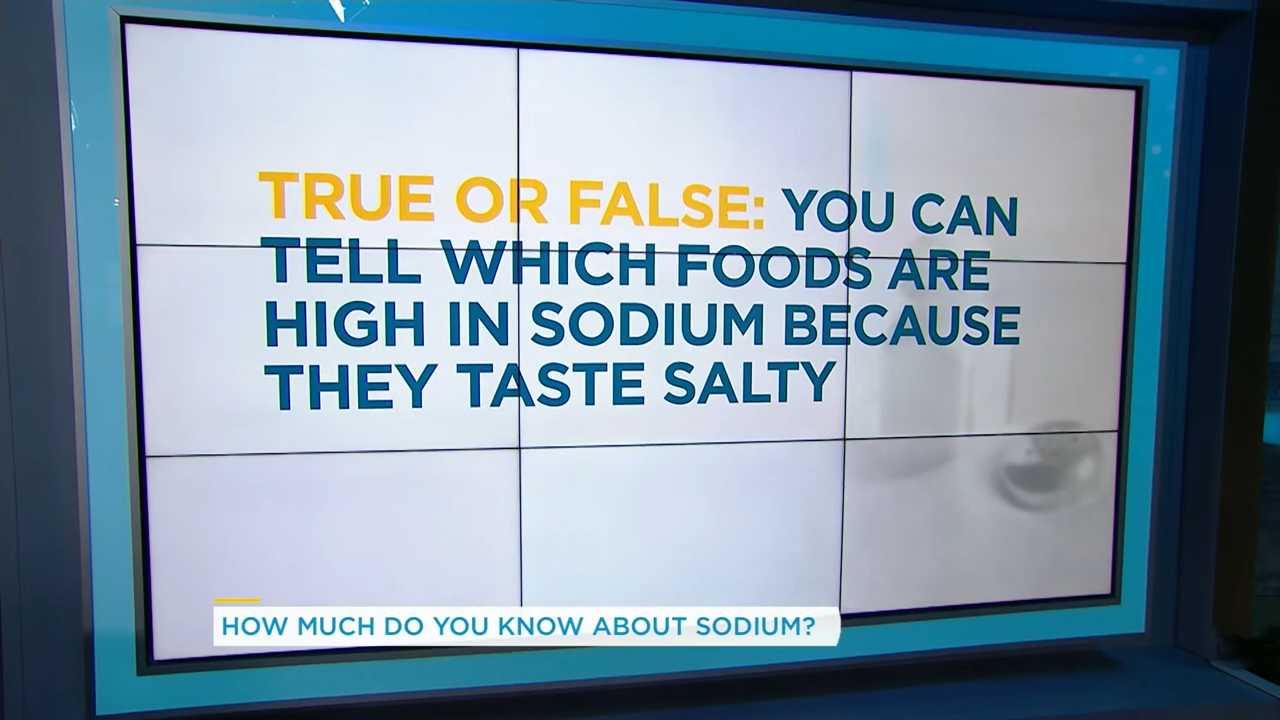 TRUE OR FALSE: YOU CAN
TELL WHICH FOODS ARE
HIGH IN SODIUM BECAUSE
THEY TASTE SALTY
HOW MUCH DO YOU KNOW ABOUT SODIUM?